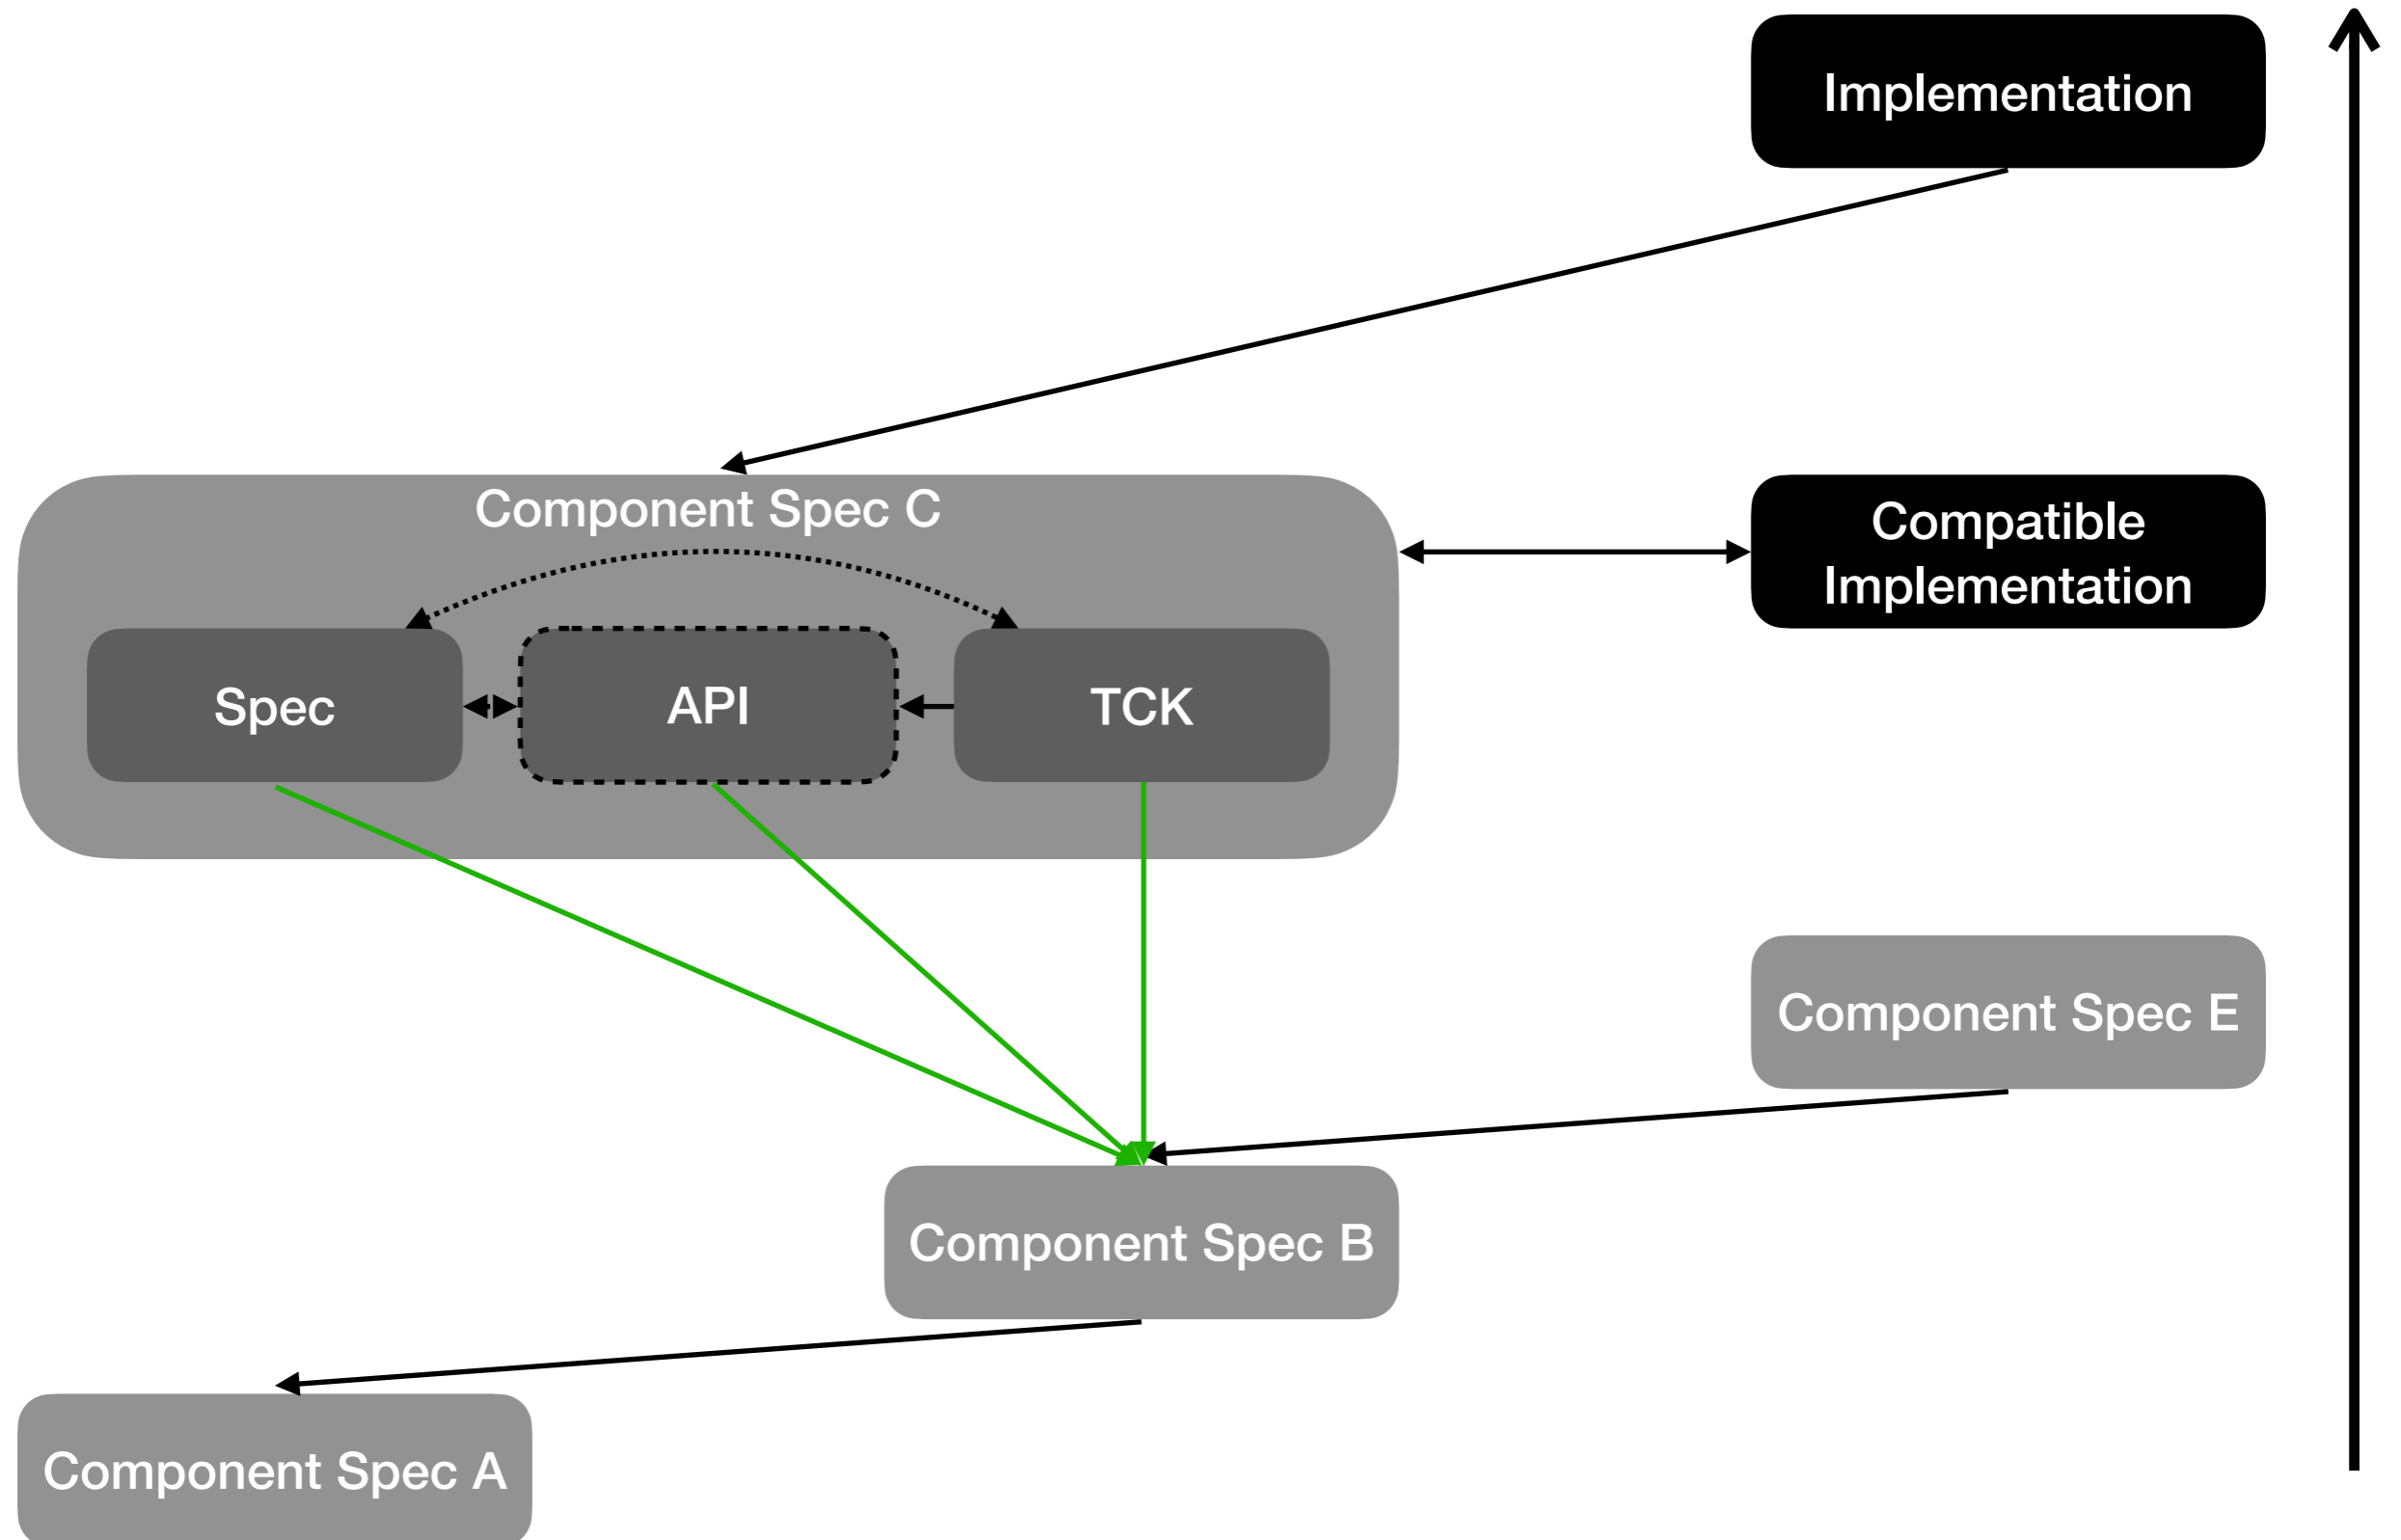 Implementation
Component Spec C
Compatible
Implementation
Spec
API
TCK
Component Spec E
Component Spec B
Component Spec A